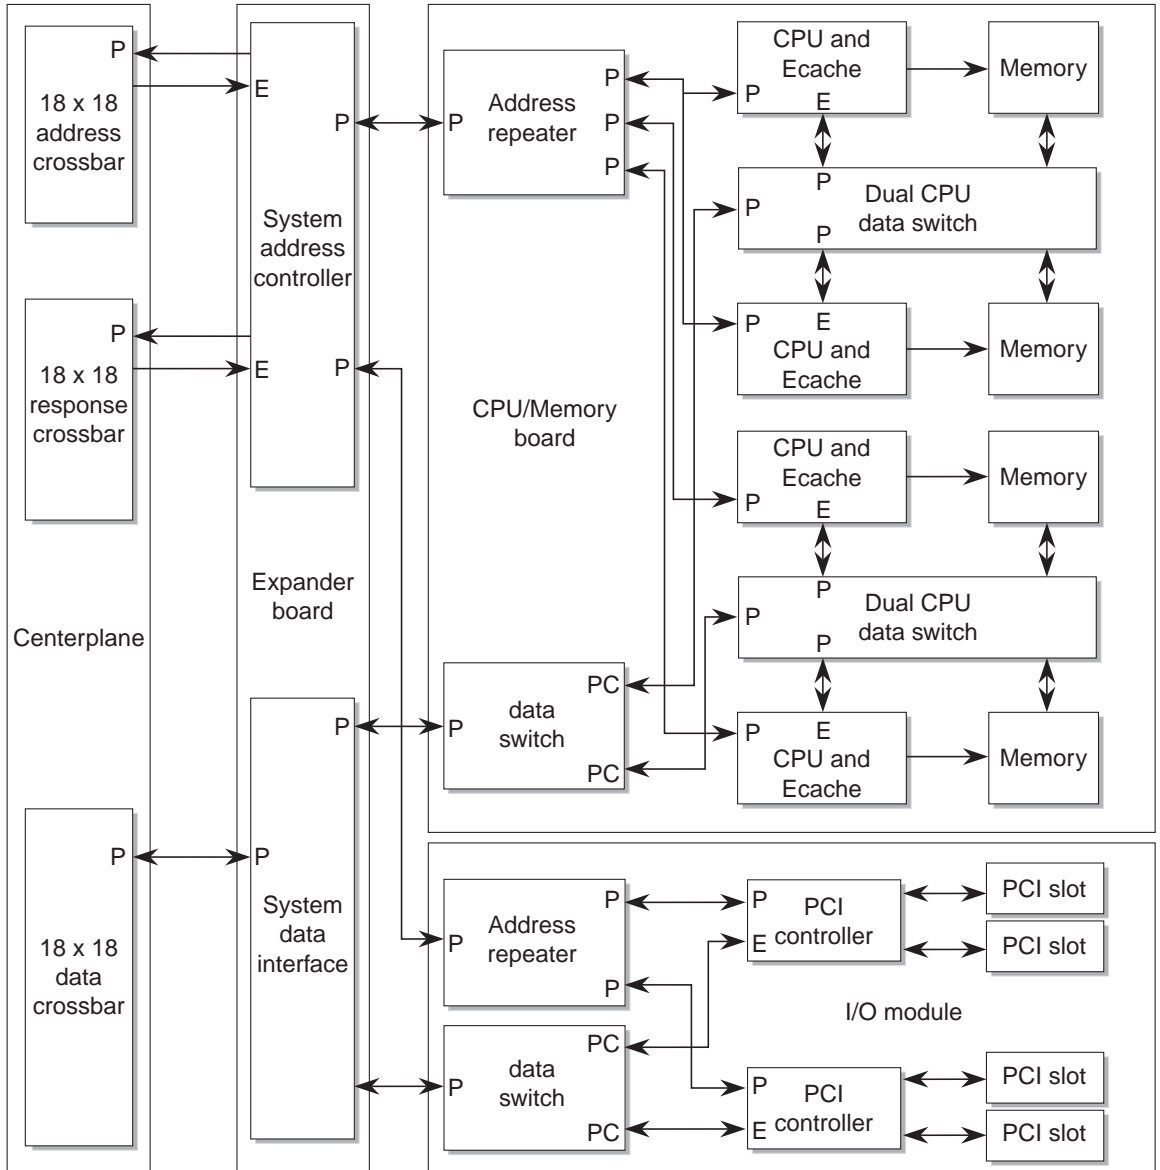 P
18 x 18
address
crossbar
P
18 x 18
response
crossbar
Centerplane
P
18 x 18
data
crossbar
E
P
System
address
controller
E
P
Expander
board
P
P
System
data
interface
P
Address
repeater
P
P
P
CPU/Memory
board
P
data
switch
PC
PC
CPU and
Ecache
P
E
Memory
P
P
P
Dual CPU
data switch
P
E
CPU and
Ecache
Memory
CPU and
Ecache
P
E
Memory
P
P
P
Dual CPU
data switch
P
E
CPU and
Ecache
Memory
P
Address
repeater
P
P
P
data
switch
PC
PC
P
E
PCI
controller
PCI slot
PCI slot
I/O module
P
E
PCI
controller
PCI slot
PCI slot